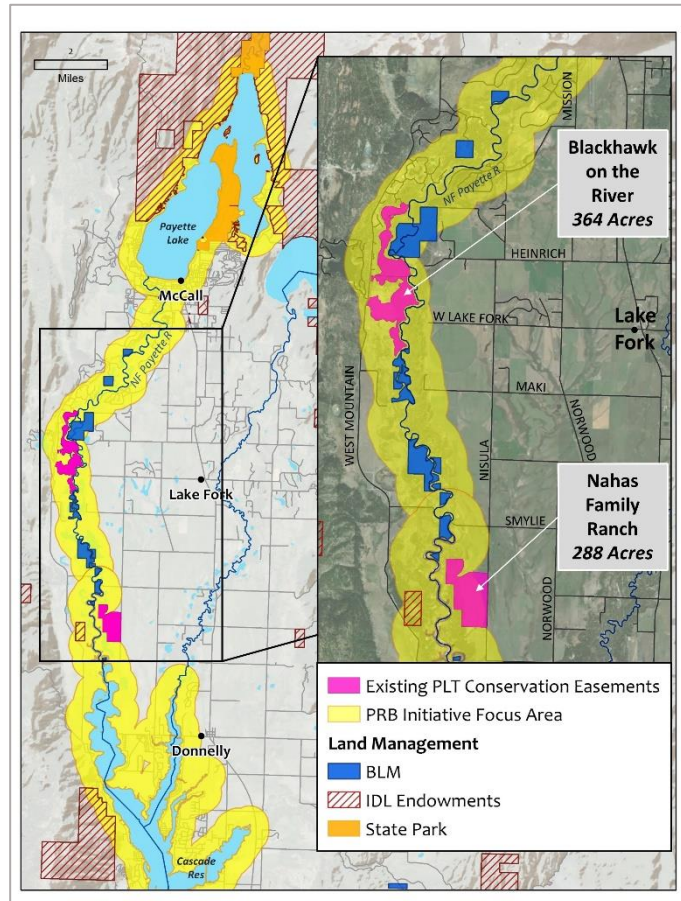 2
Miles
Payette
Lake
McCall
NF Payette R
Lake Fork
Donnelly
Cascade
Res
MISSION
Blackhawk
on the
River
364 Acres
NF Payette R
HEINRICH
W LAKE FORK
Lake
Fork
MAKI
WEST MOUNTAIN
NISULA
NORWOOD
SMYLIE
Nahas
Family
Ranch
288 Acres
NORWOOD
Existing PLT Conservation Easements
PRB Initiative Focus Area
Land Management
BLM
IDL Endowments
State Park